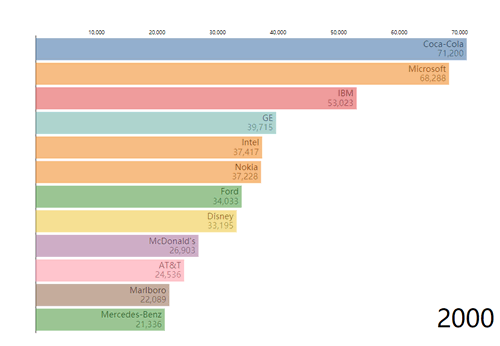 10,000 20,000 30,000 40,000 50,000 60,000 70,000
Coca-Cola
71,200
Microsoft
68,288
IBM
53,023
GE
39,715
Intel
37,417
Nokia
37,228
Ford
34,033
Disney
33,195
McDonald's
26,903
AT&T
24,536
Marlboro
22,089
Mercedes-Benz
21,336
2000